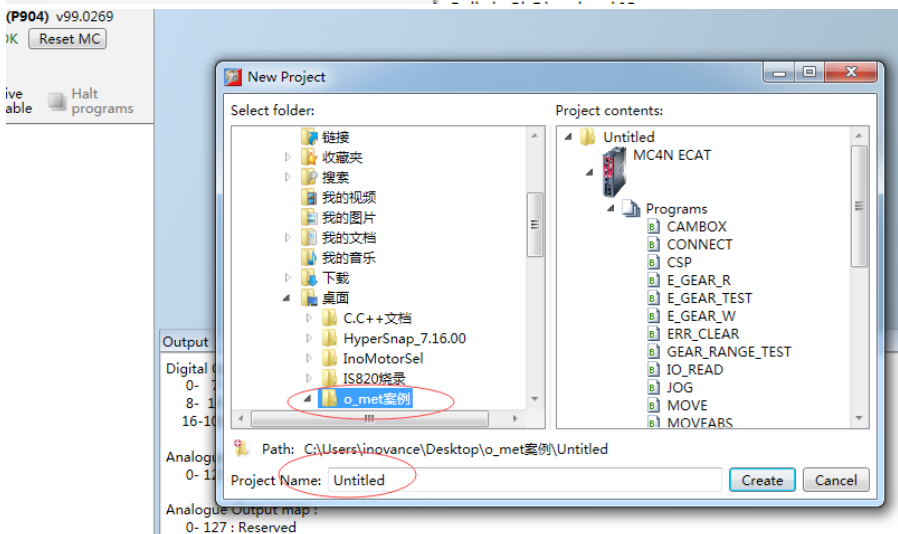 (P904) v99.0269
OK Reset MC
Halt
able programs
New Project
Select folder:
链接
收藏夹
搜索
我的视频
我的图片
我的文档
我的音乐
下载
桌面
C.C++文档
HyperSnap_7.16.00
InoMotorSel
IS820烧录
o_met案例
Project contents:
Untitled
MC4N ECAT
Programs
CAMBOX
CONNECT
CSP
E_GEAR_R
E_GEAR_TEST
E_GEAR_W
ERR_CLEAR
GEAR_RANGE_TEST
IO_READ
JOG
MOVE
MOVEABS
Path: C:\Users\inovance\Desktop\o_met案例\Untitled
Project Name: Untitled
Create Cancel
Output
Digital
0-
8- 1
16-10
Analogu
0- 12
Analogue Output map :
0- 127 : Reserved